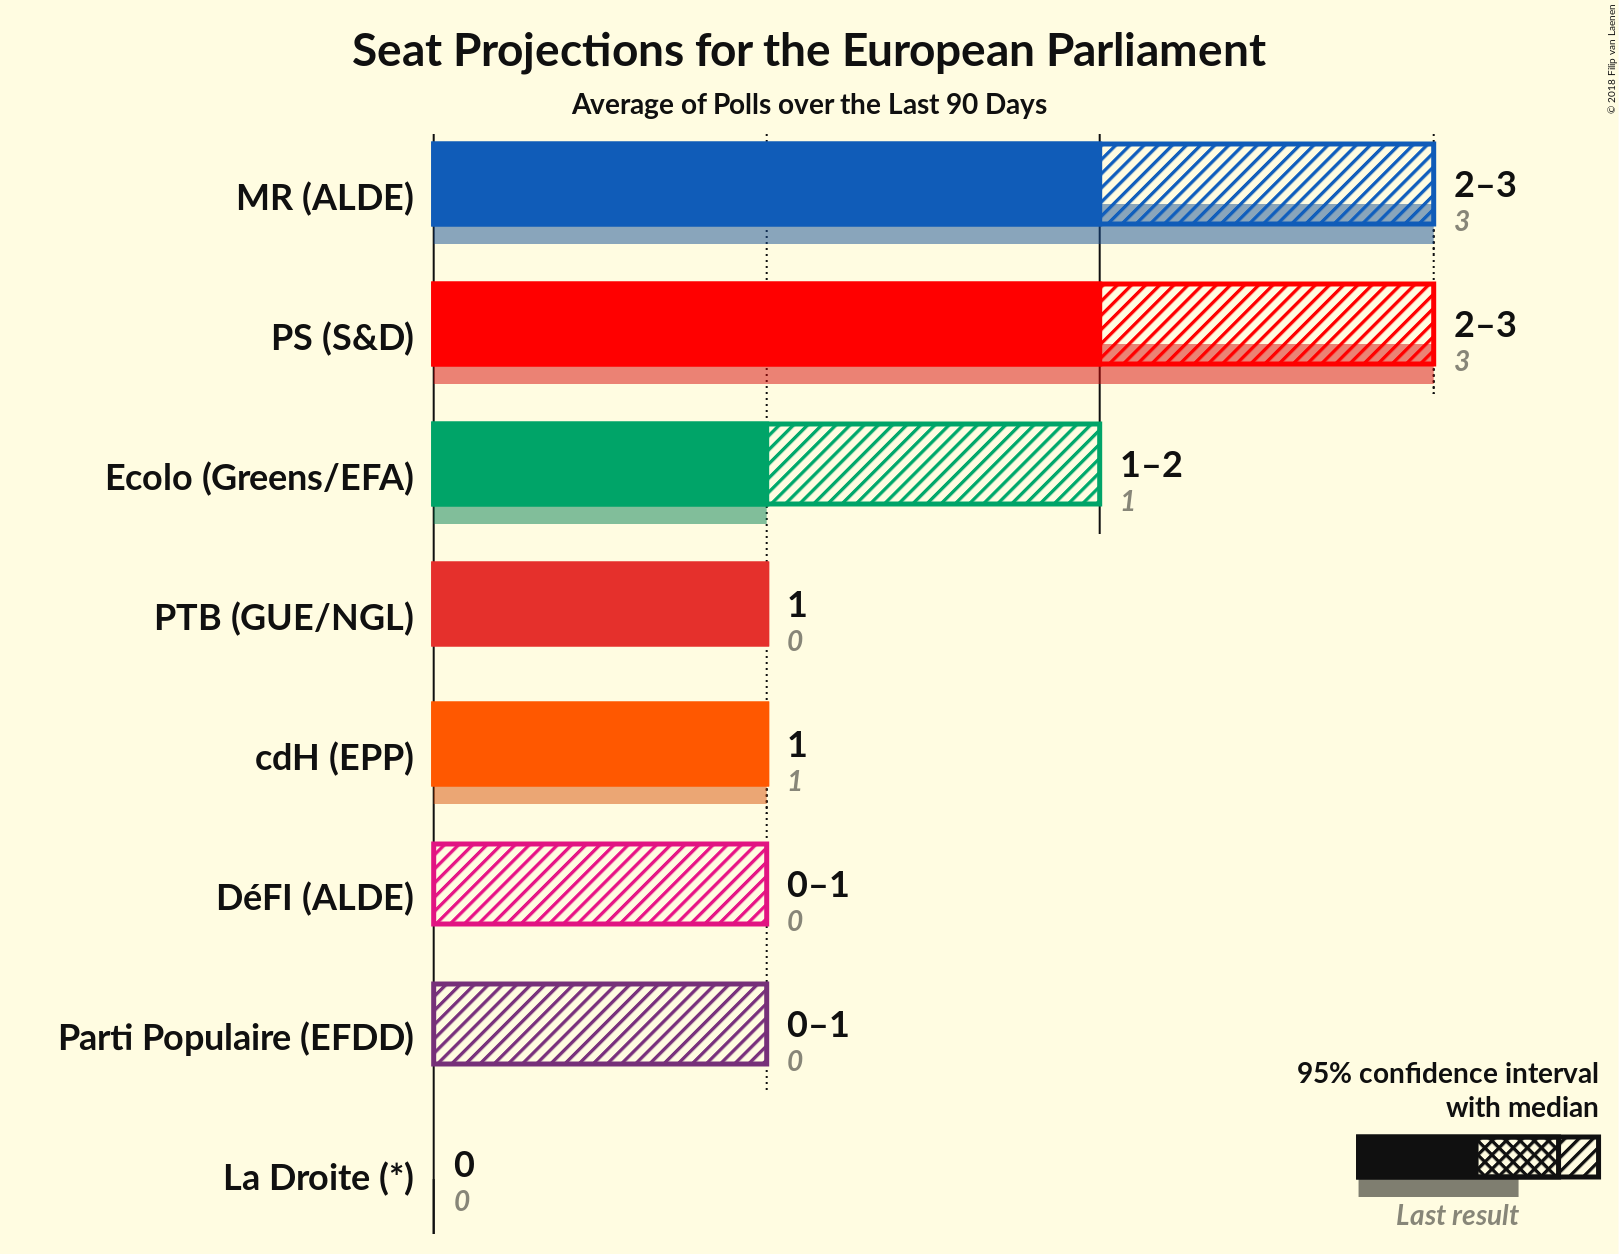 Seat Projections for the European Parliament
Average of Polls over the Last 90 Days
© 2018 Filip van Laenen
MR (ALDE)
2–3
3
PS (S&D)
2–3
3
Ecolo (Greens/EFA)
1–2
1
PTB (GUE/NGL)
1
0
cdH (EPP)
1
1
DéFI (ALDE)
0–1
0
Parti Populaire (EFDD)
0–1
0
La Droite (*)
0
0
95% confidence interval
with median
Last result